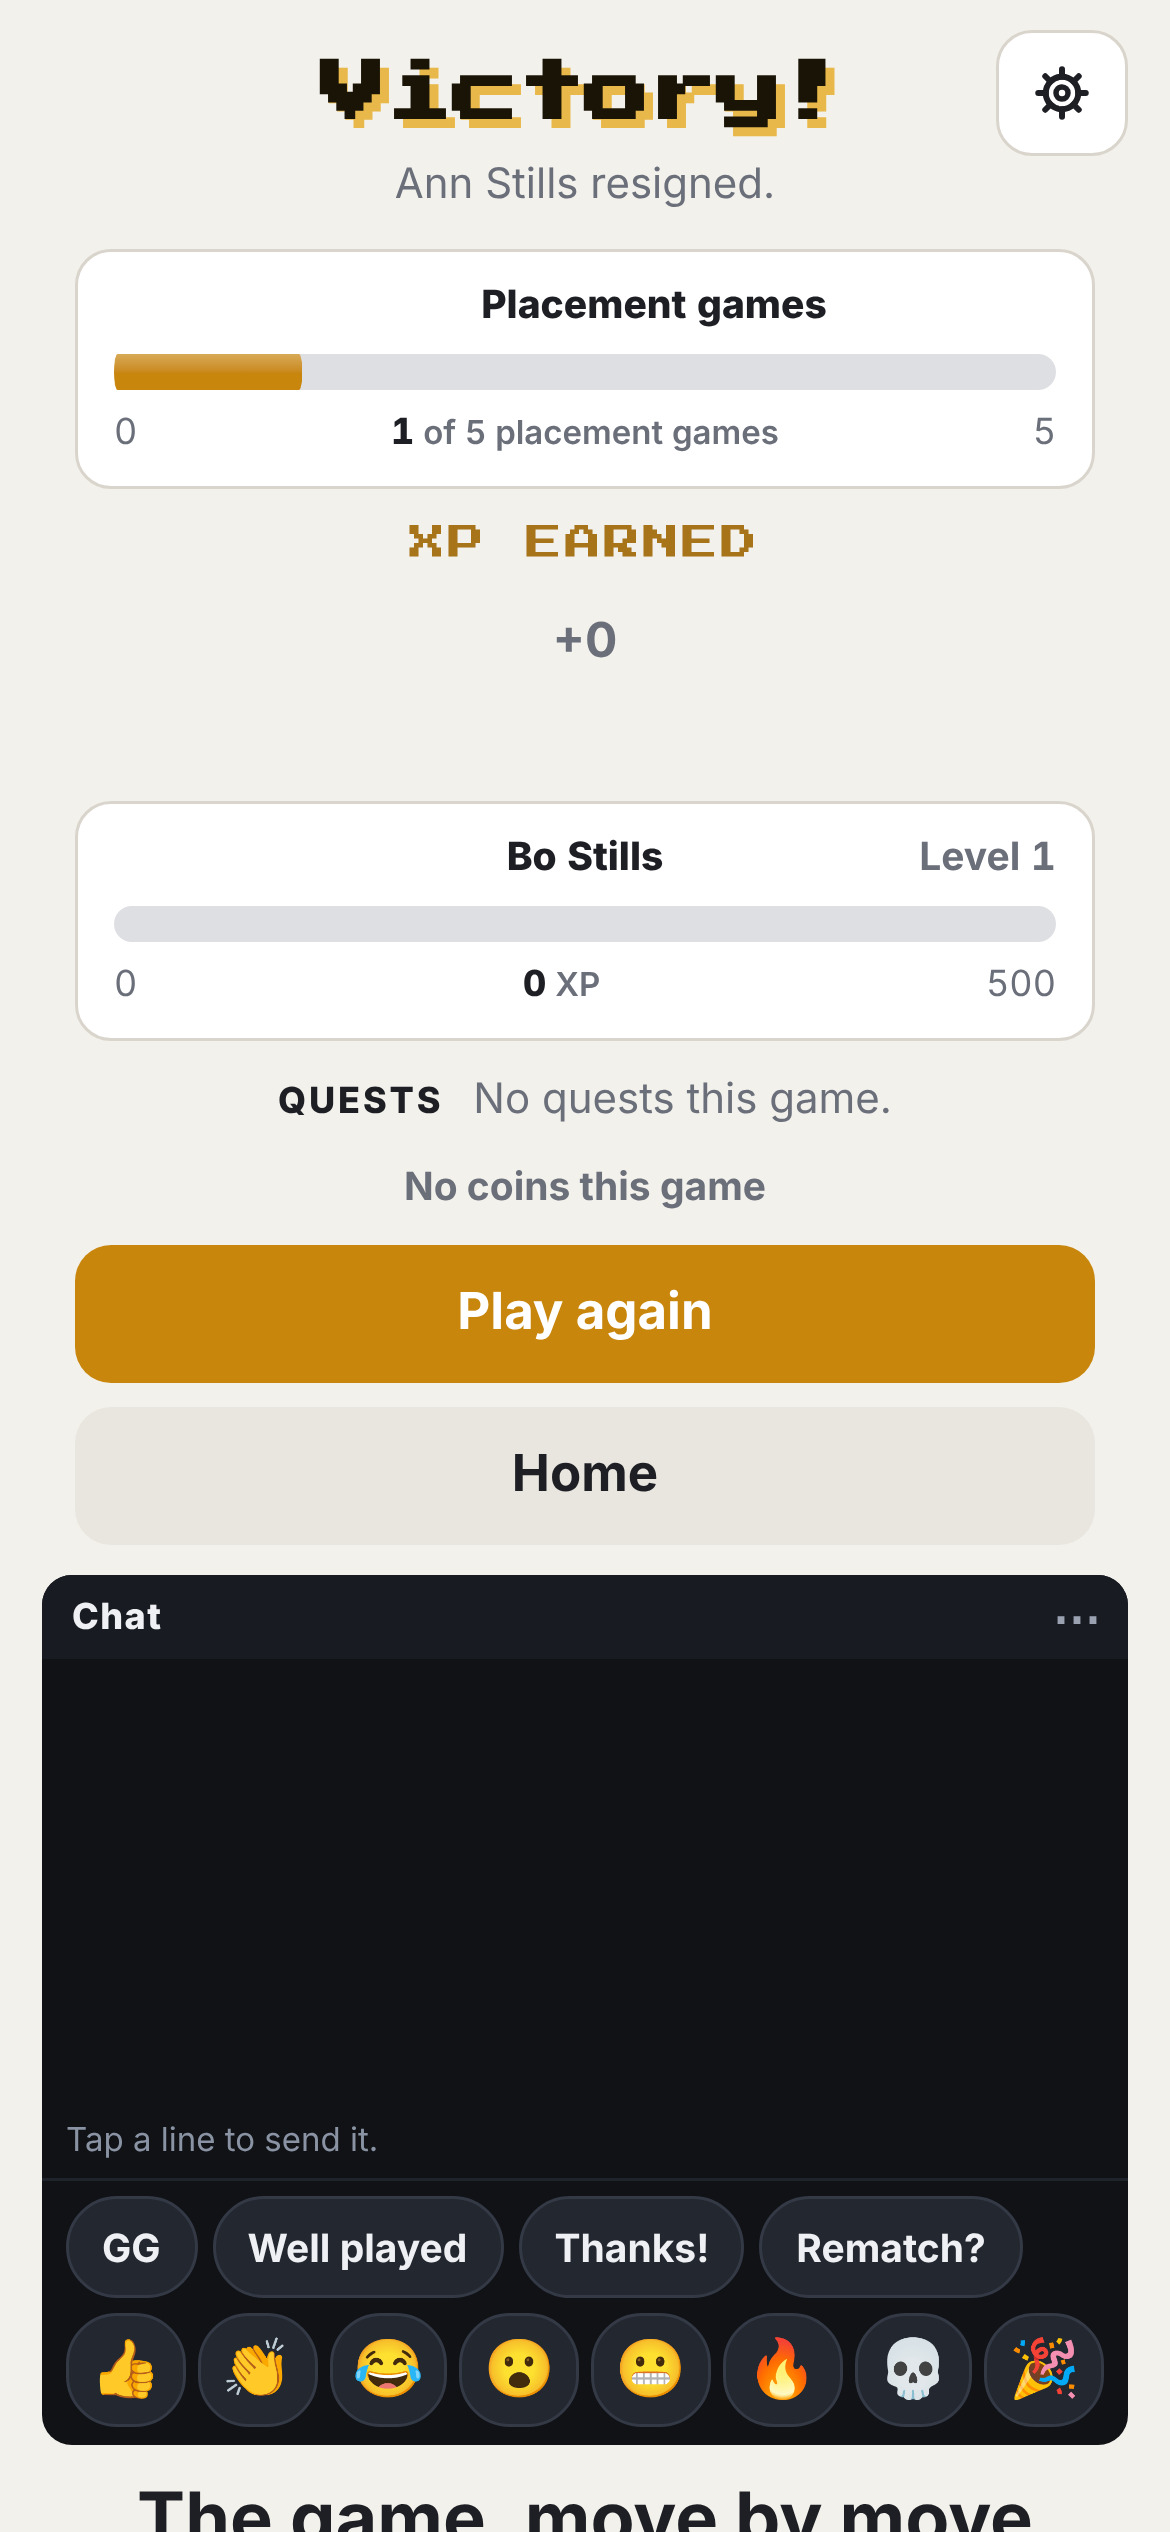 Victory!
Ann Stills resigned.
Placement games
0 1 of 5 placement games 5
XP EARNED
+0
Bo Stills Level 1
0 0 XP 500
QUESTS No quests this game.
No coins this game
Play again
Home
Chat ...
Tap a line to send it.
GG Well played Thanks! Rematch?
The game, move by move